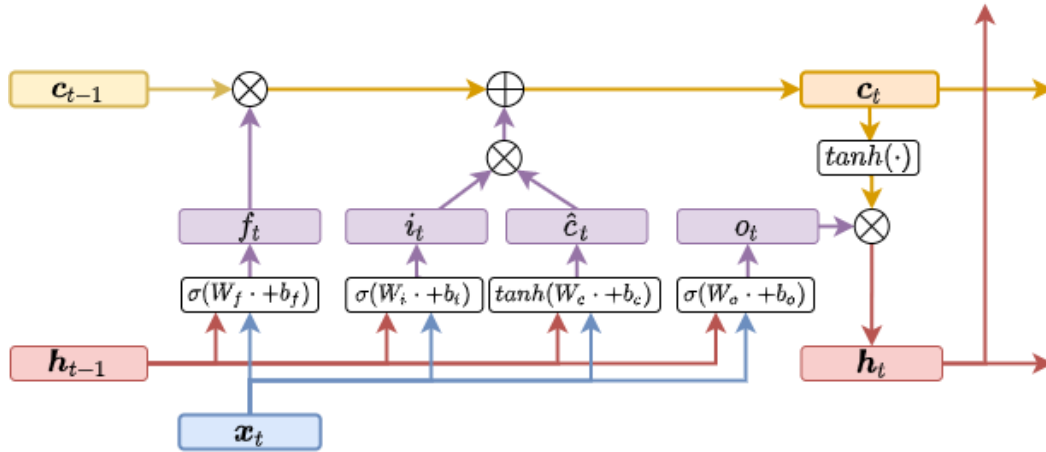 c_{t-1}
c_t
tanh(·)
f_t
i_t
ĉ_t
o_t
σ(W_f · +b_f)
σ(W_i · +b_i)
tanh(W_c · +b_c)
σ(W_o · +b_o)
h_{t-1}
h_t
x_t